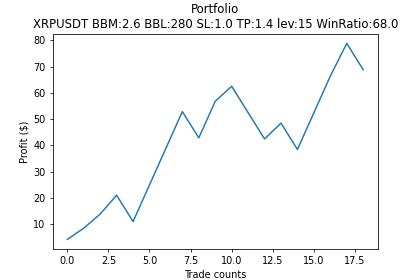 Portfolio
XRPUSDT BBM:2.6 BBL:280 SL:1.0 TP:1.4 lev:15 WinRatio:68.0
80
70
60
50
40
30
20
10
Profit ($)
0.0 2.5 5.0 7.5 10.0 12.5 15.0 17.5
Trade counts